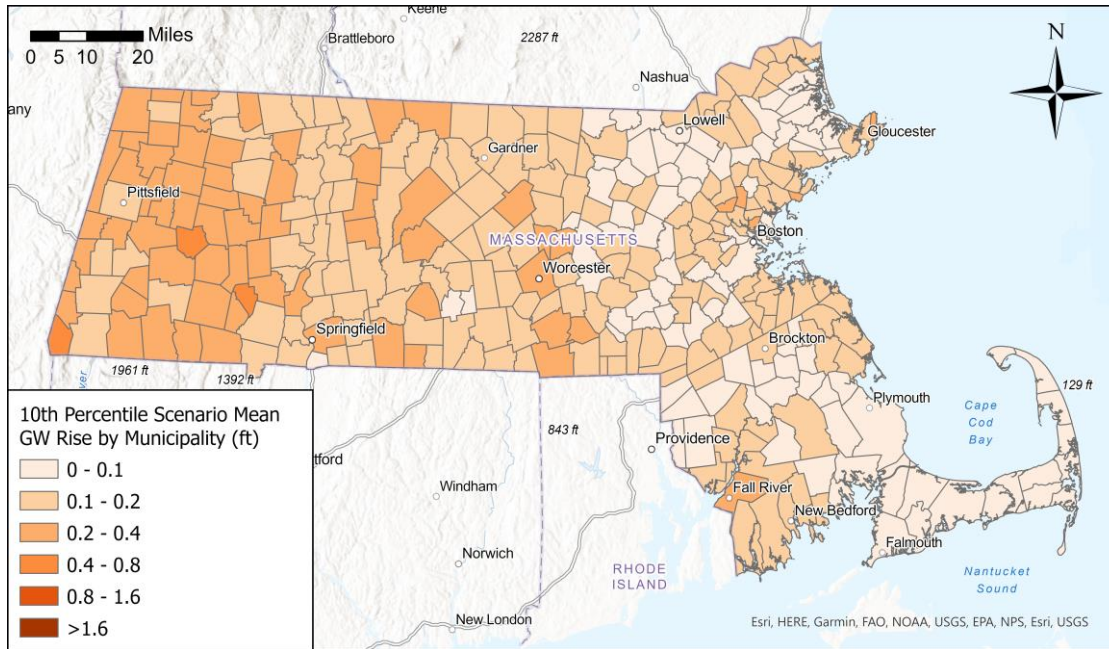 Keene
Miles
0 5 10 20
Brattleboro
2287 ft
N
Nashua
any
Lowell
Gloucester
Gardner
Pittsfield
Boston
MASSACHUSETTS
Worcester
Springfield
Brockton
1961 ft
1392 ft
129 ft
ver
Plymouth
Cape
Cod
Bay
10th Percentile Scenario Mean
GW Rise by Municipality (ft)
0 - 0.1
0.1 - 0.2
0.2 - 0.4
0.4 - 0.8
0.8 - 1.6
>1.6
843 ft
Providence
tford
Windham
Fall River
New Bedford
Falmouth
Norwich
RHODE
ISLAND
Nantucket
Sound
New London
Esri, HERE, Garmin, FAO, NOAA, USGS, EPA, NPS, Esri, USGS